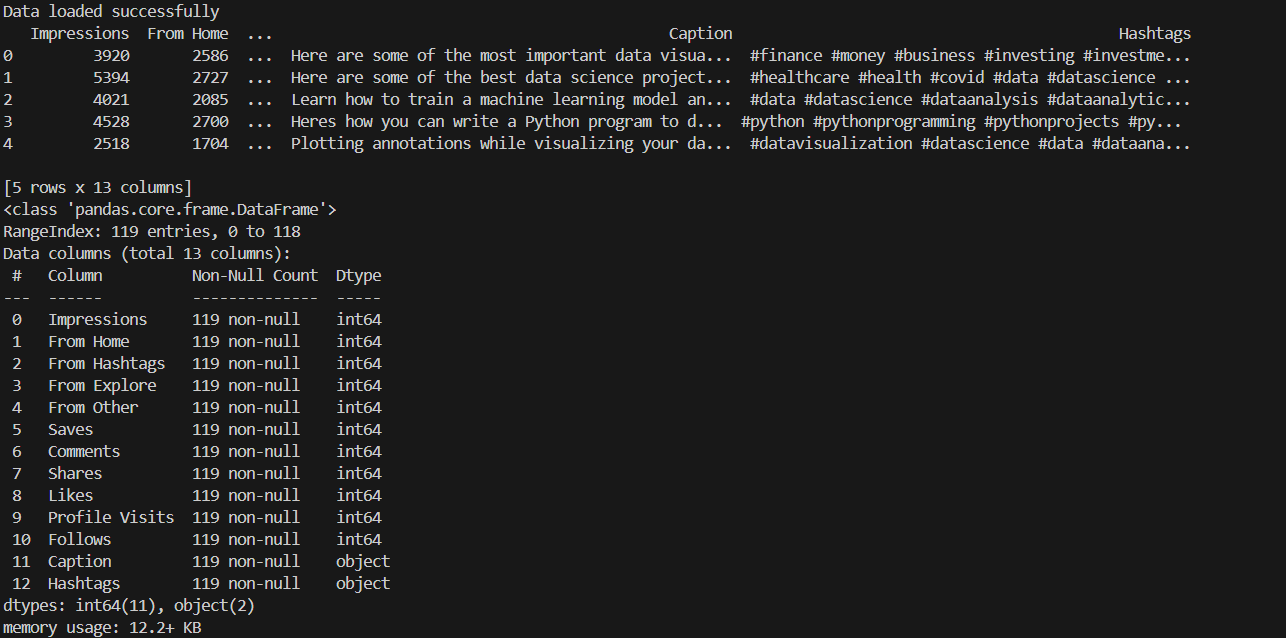 Data loaded successfully
   Impressions  From Home  ...                                            Caption                                           Hashtags
0         3920       2586  ...  Here are some of the most important data visua...  #finance #money #business #investing #investme...
1         5394       2727  ...  Here are some of the best data science project...  #healthcare #health #covid #data #datascience ...
2         4021       2085  ...  Learn how to train a machine learning model an...  #data #datascience #dataanalysis #dataanalytic...
3         4528       2700  ...  Heres how you can write a Python program to d...  #python #pythonprogramming #pythonprojects #py...
4         2518       1704  ...  Plotting annotations while visualizing your da...  #datavisualization #datascience #data #dataana...
[5 rows x 13 columns]
<class 'pandas.core.frame.DataFrame'>
RangeIndex: 119 entries, 0 to 118
Data columns (total 13 columns):
 #   Column          Non-Null Count  Dtype
---  ------          --------------  -----
 0   Impressions     119 non-null    int64
 1   From Home       119 non-null    int64
 2   From Hashtags   119 non-null    int64
 3   From Explore    119 non-null    int64
 4   From Other      119 non-null    int64
 5   Saves           119 non-null    int64
 6   Comments        119 non-null    int64
 7   Shares          119 non-null    int64
 8   Likes           119 non-null    int64
 9   Profile Visits  119 non-null    int64
 10  Follows         119 non-null    int64
 11  Caption         119 non-null    object
 12  Hashtags        119 non-null    object
dtypes: int64(11), object(2)
memory usage: 12.2+ KB